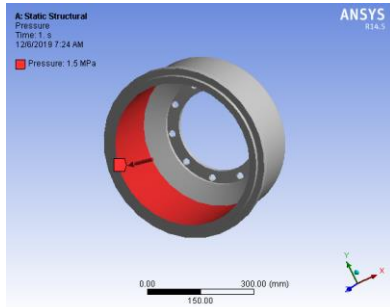 A: Static Structural
Pressure
Time: 1. s
12/6/2019 7:24 AM
Pressure: 1.5 MPa
ANSYS
R14.5
0.00
300.00 (mm)
150.00
Y
X
Z